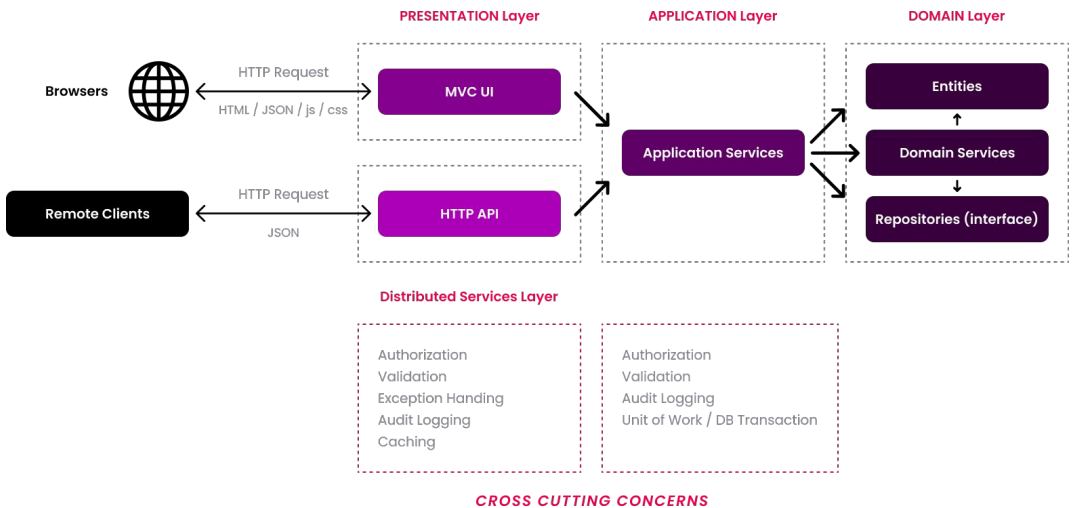 PRESENTATION Layer
APPLICATION Layer
DOMAIN Layer
Browsers
HTTP Request
HTML / JSON / js / css
MVC UI
Application Services
Entities
Domain Services
Repositories (interface)
Remote Clients
HTTP Request
JSON
HTTP API
Distributed Services Layer
Authorization
Validation
Exception Handing
Audit Logging
Caching
Authorization
Validation
Audit Logging
Unit of Work / DB Transaction
CROSS CUTTING CONCERNS